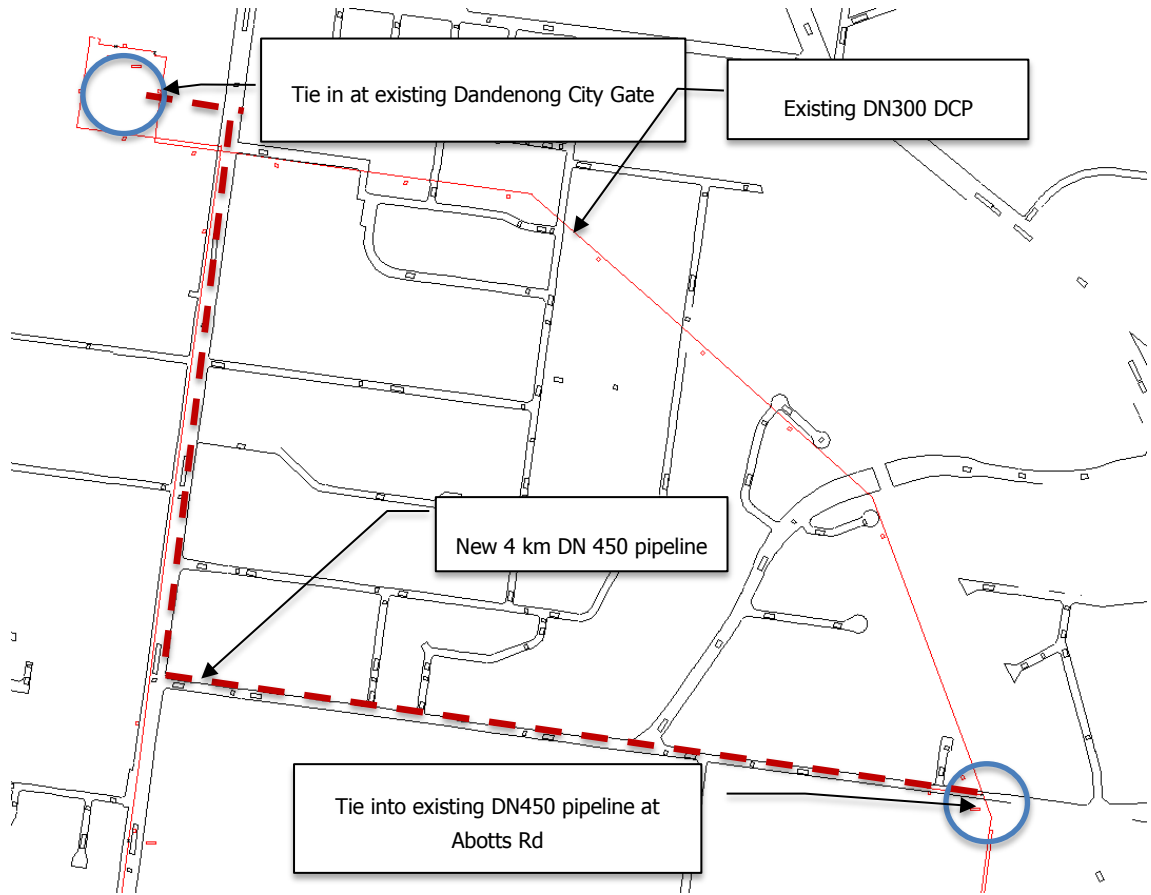 Tie in at existing Dandenong City Gate
Existing DN300 DCP
New 4 km DN 450 pipeline
Tie into existing DN450 pipeline at
Abotts Rd